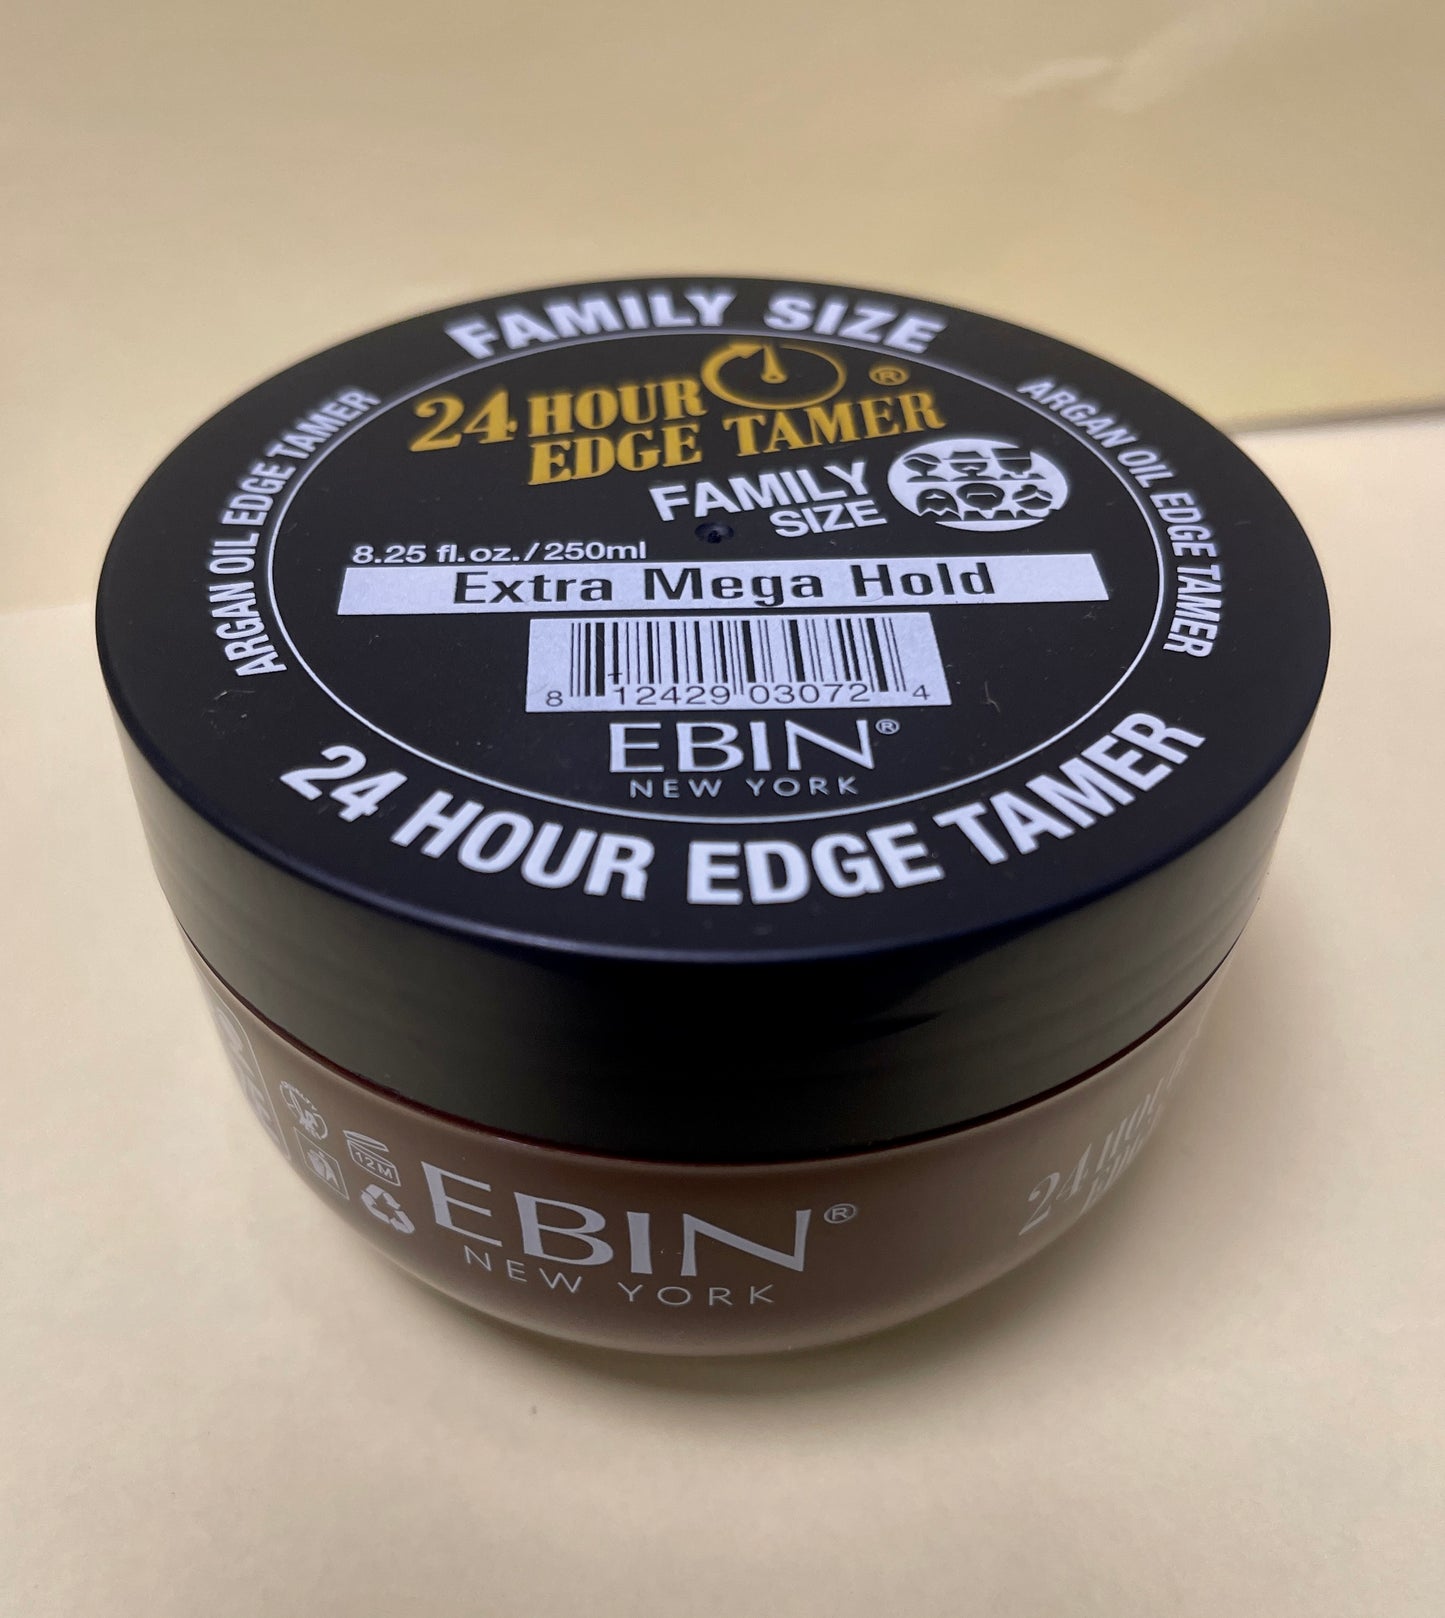 FAMILY SIZE
ARGAN OIL EDGE TAMER
ARGAN OIL EDGE TAMER
24 HOUR ®
EDGE TAMER
FAMILY
SIZE
8.25 fl.oz./250ml
Extra Mega Hold
8 12429 03072 4
EBIN®
NEW YORK
24 HOUR EDGE TAMER
12M
EBIN®
NEW YORK
24